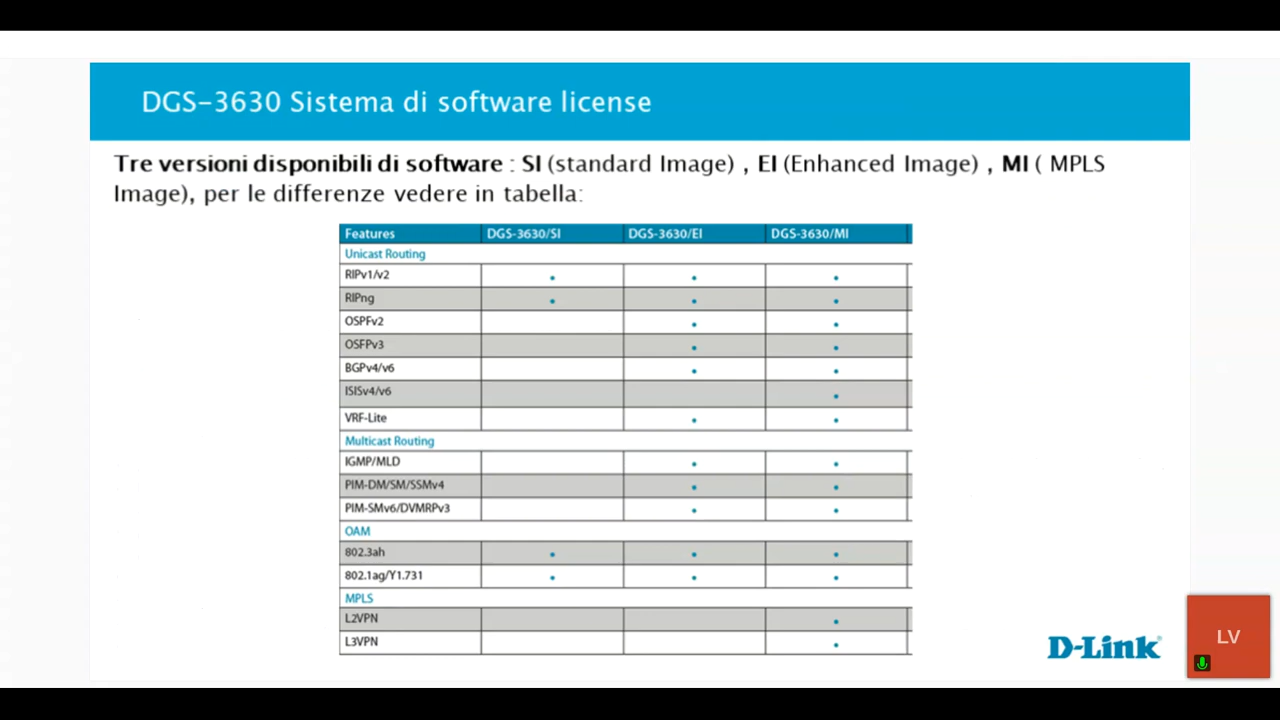 DGS-3630 Sistema di software license
Tre versioni disponibili di software : SI (standard Image) , EI (Enhanced Image) , MI ( MPLS
Image), per le differenze vedere in tabella:
Features DGS-3630/SI DGS-3630/EI DGS-3630/MI
Unicast Routing
RIPv1/v2 • • •
RIPng • • •
OSPFv2 • •
OSFPv3 • •
BGPv4/v6 • •
ISISv4/v6 •
VRF-Lite • •
Multicast Routing
IGMP/MLD • •
PIM-DM/SM/SSMv4 • •
PIM-SMv6/DVMRPv3 • •
OAM
802.3ah • • •
802.1ag/Y1.731 • • •
MPLS
L2VPN •
L3VPN •
D-Link®
LV